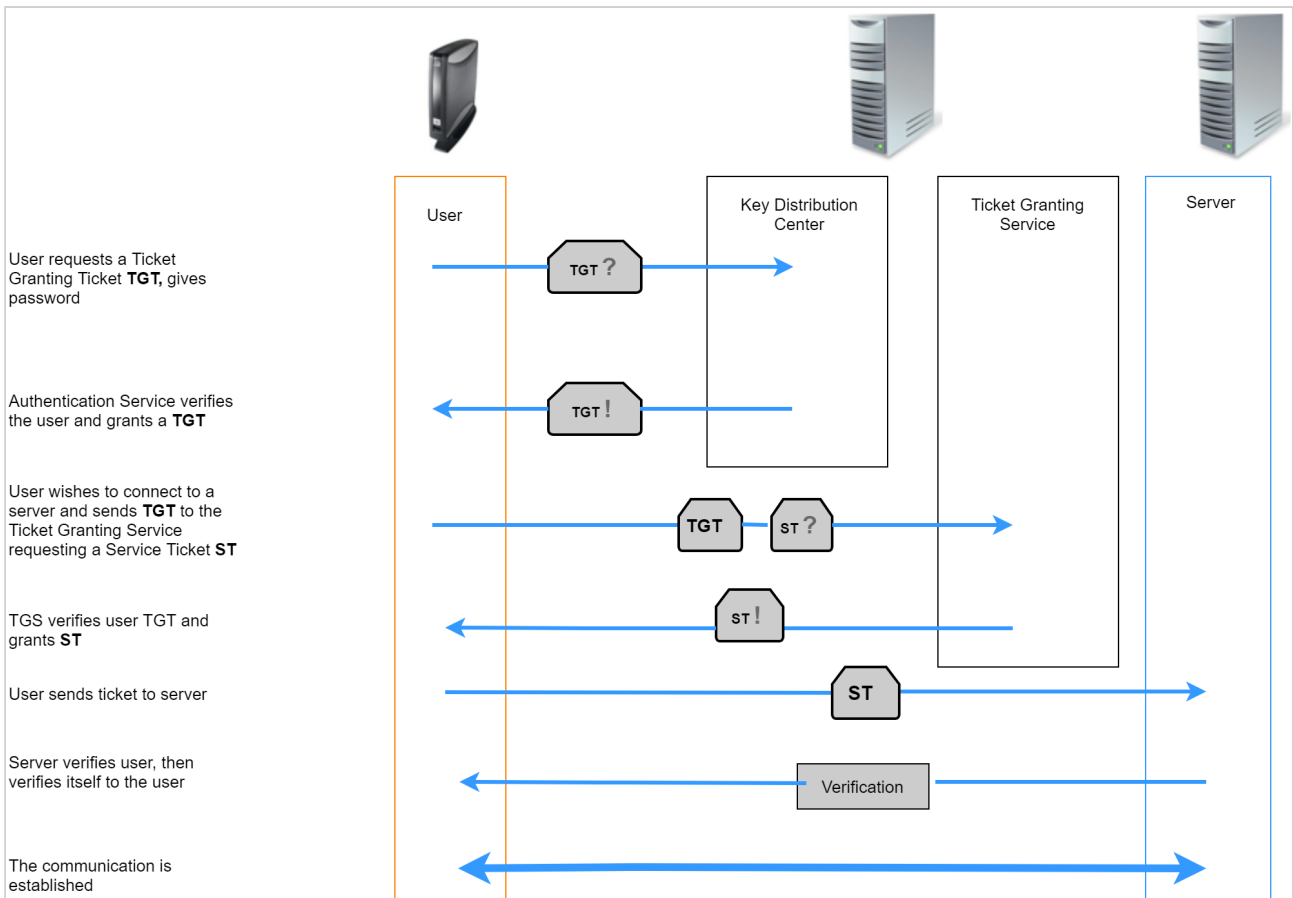 User
Key Distribution
Center
Ticket Granting
Service
Server
User requests a Ticket
Granting Ticket TGT, gives
password
TGT ?
Authentication Service verifies
the user and grants a TGT
TGT !
User wishes to connect to a
server and sends TGT to the
Ticket Granting Service
requesting a Service Ticket ST
TGT
ST ?
TGS verifies user TGT and
grants ST
ST !
User sends ticket to server
ST
Server verifies user, then
verifies itself to the user
Verification
The communication is
established